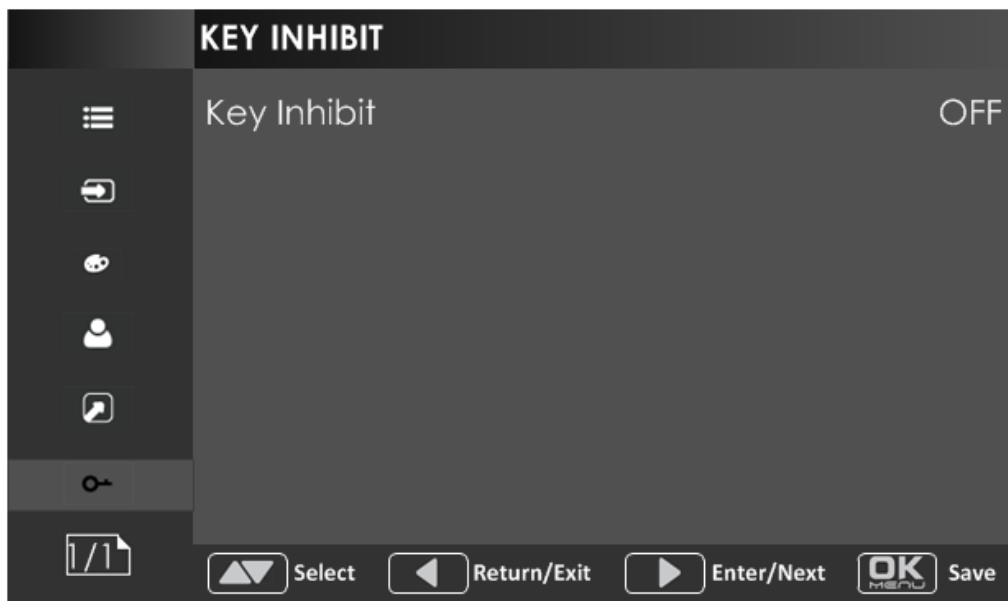 KEY INHIBIT
Key Inhibit OFF
1/1
Select Return/Exit Enter/Next OK MENU Save